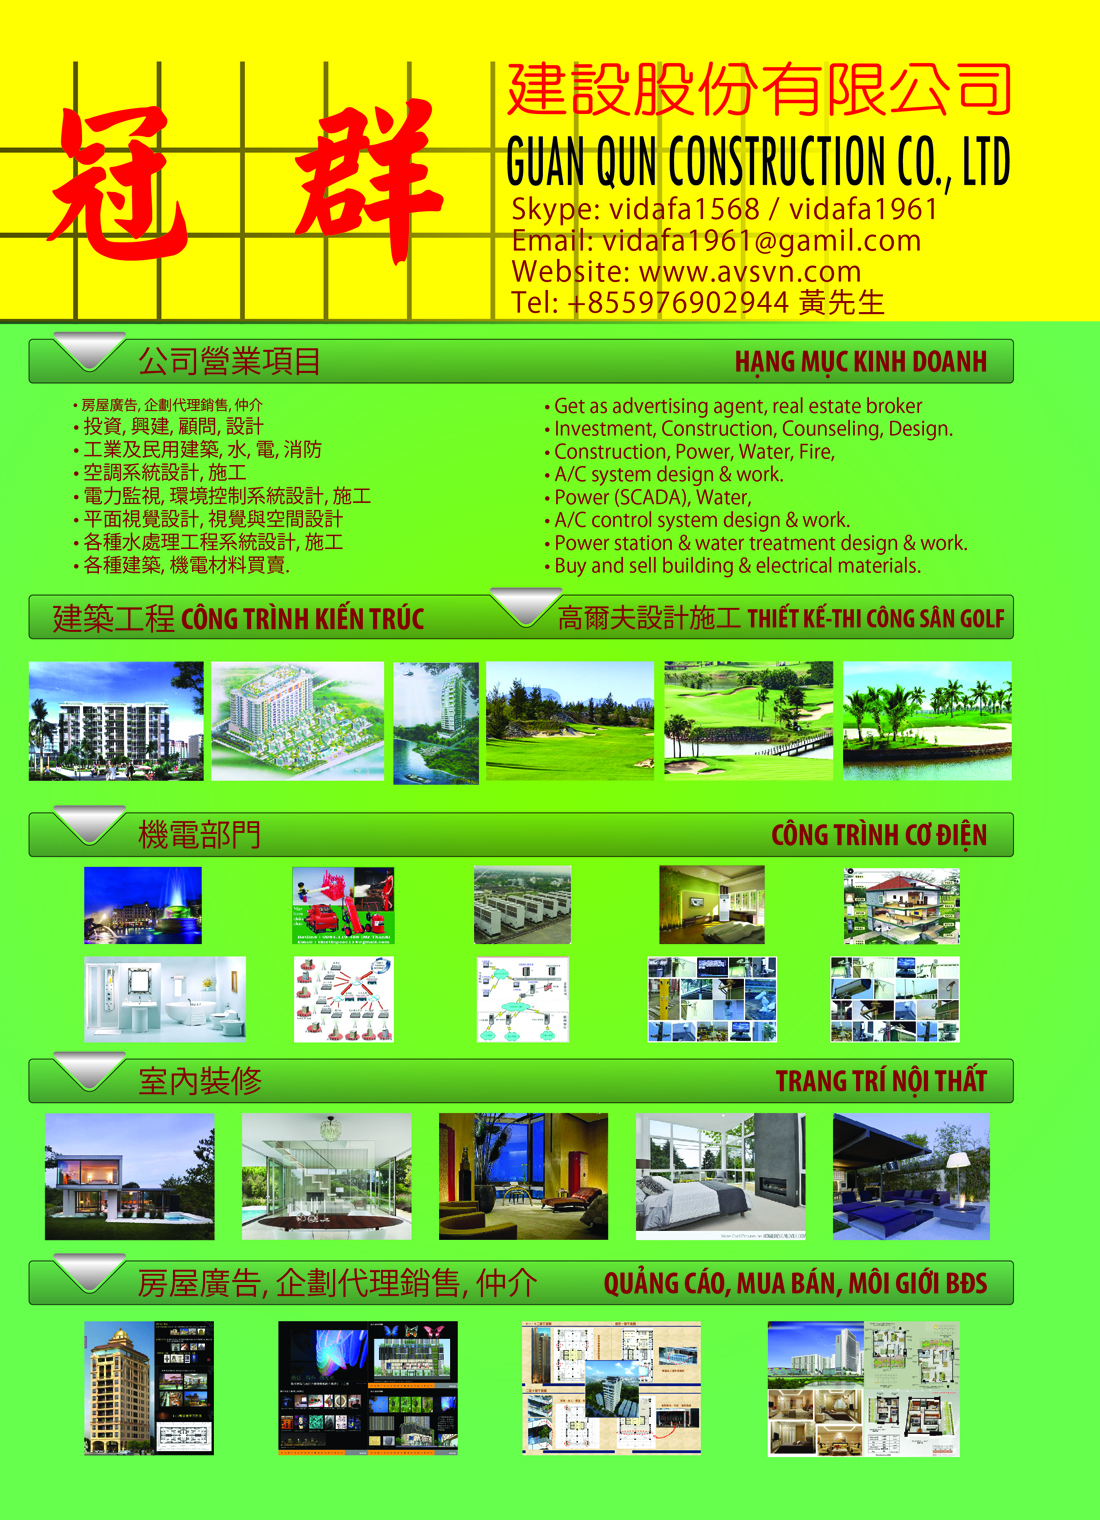 冠 群
建設股份有限公司
GUAN QUN CONSTRUCTION CO., LTD
Skype: vidafa1568 / vidafa1961
Email: vidafa1961@gamil.com
Website: www.avsvn.com
Tel: +855976902944 黃先生
公司營業項目 HẠNG MỤC KINH DOANH
• 房屋廣告, 企劃代理銷售, 仲介
• 投資, 興建, 顧問, 設計
• 工業及民用建築, 水, 電, 消防
• 空調系統設計, 施工
• 電力監視, 環境控制系統設計, 施工
• 平面視覺設計, 視覺與空間設計
• 各種水處理工程系統設計, 施工
• 各種建築, 機電材料買賣.
• Get as advertising agent, real estate broker
• Investment, Construction, Counseling, Design.
• Construction, Power, Water, Fire,
• A/C system design & work.
• Power (SCADA), Water,
• A/C control system design & work.
• Power station & water treatment design & work.
• Buy and sell building & electrical materials.
建築工程 CÔNG TRÌNH KIẾN TRÚC
高爾夫設計施工 THIẾT KẾ-THI CÔNG SÂN GOLF
機電部門 CÔNG TRÌNH CƠ ĐIỆN
室內裝修 TRANG TRÍ NỘI THẤT
房屋廣告, 企劃代理銷售, 仲介 QUẢNG CÁO, MUA BÁN, MÔI GIỚI BĐS